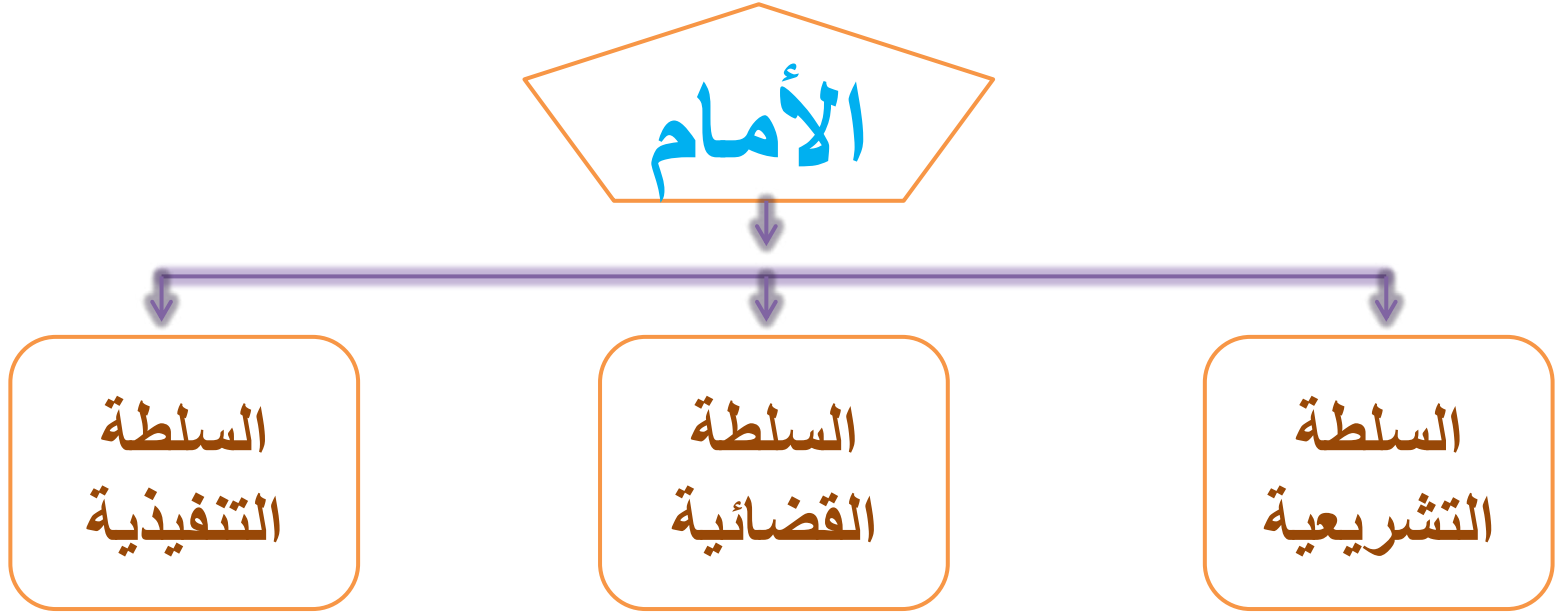 الأمام
السلطة
التشريعية
السلطة
القضائية
السلطة
التنفيذية